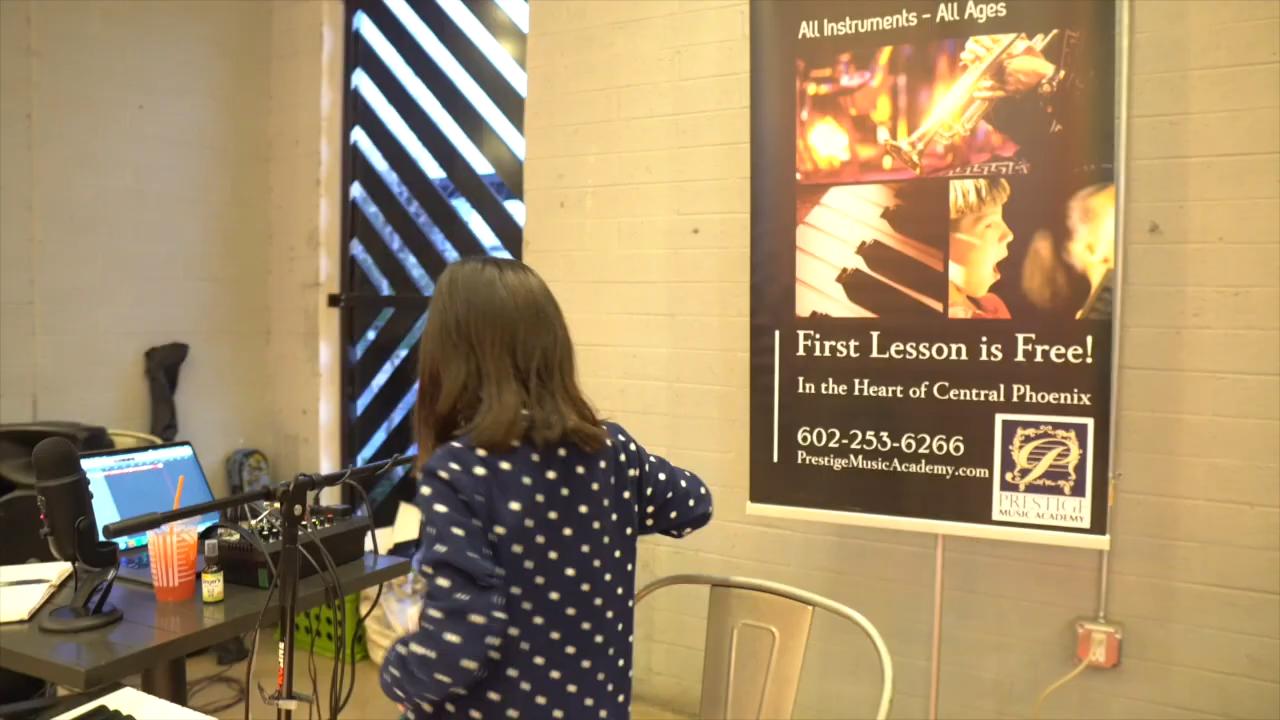 All Instruments - All Ages
First Lesson is Free!
In the Heart of Central Phoenix
602-253-6266
PrestigeMusicAcademy.com
P
PRESTIGE
MUSIC ACADEMY